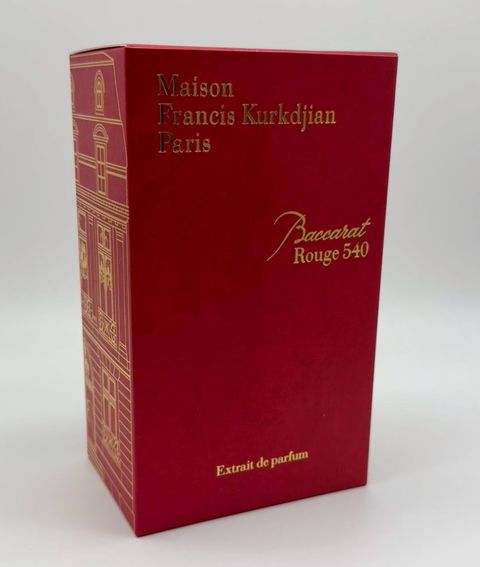 Maison
Francis Kurkdjian
Paris
Baccarat
Rouge 540
Extrait de parfum